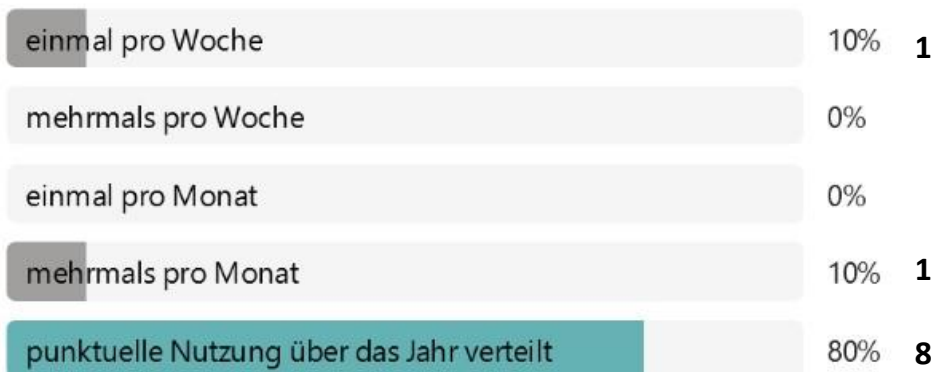 einmal pro Woche 10% 1
mehrmals pro Woche 0%
einmal pro Monat 0%
mehrmals pro Monat 10% 1
punktuelle Nutzung über das Jahr verteilt 80% 8